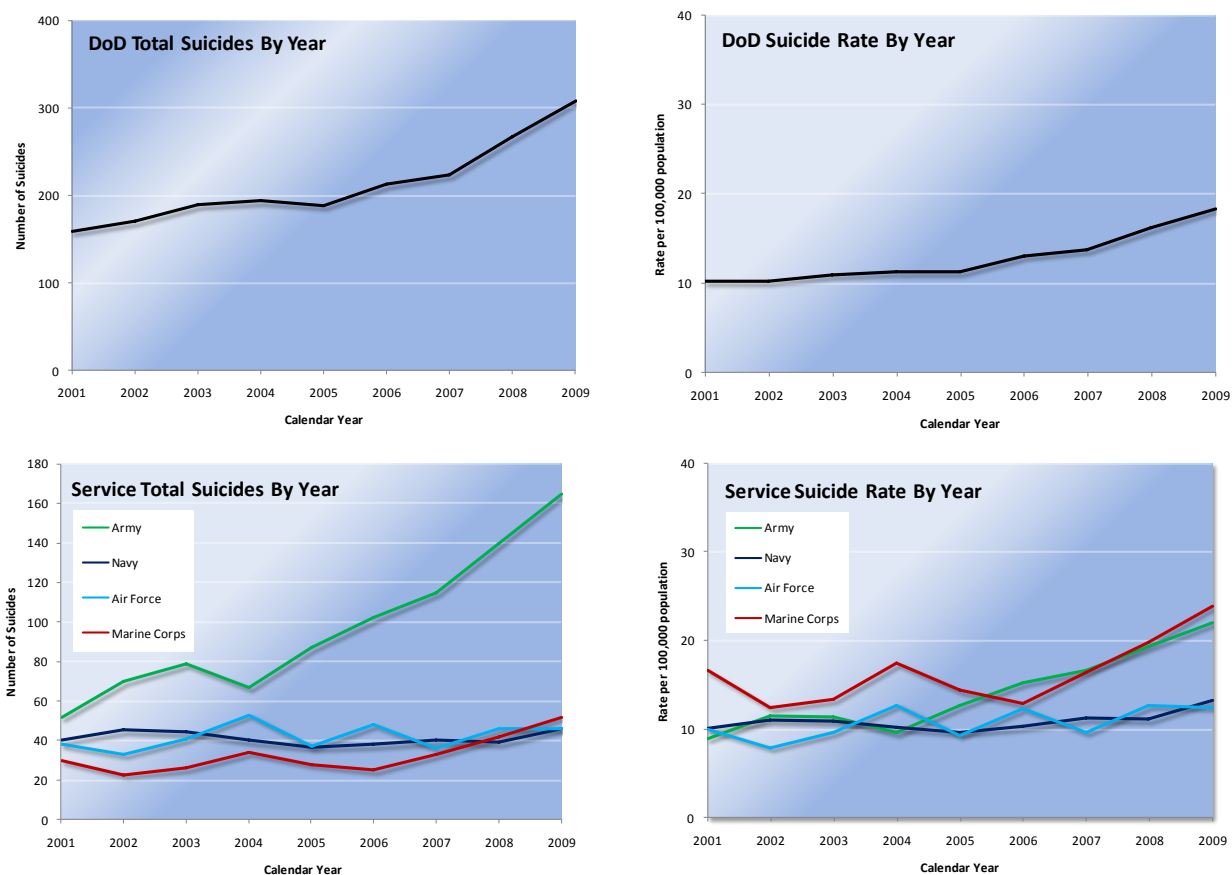 DoD Total Suicides By Year
Number of Suicides
400
300
200
100
0
2001 2002 2003 2004 2005 2006 2007 2008 2009
Calendar Year
DoD Suicide Rate By Year
Rate per 100,000 population
40
30
20
10
0
2001 2002 2003 2004 2005 2006 2007 2008 2009
Calendar Year
Service Total Suicides By Year
Army
Navy
Air Force
Marine Corps
Number of Suicides
180
160
140
120
100
80
60
40
20
0
2001 2002 2003 2004 2005 2006 2007 2008 2009
Calendar Year
Service Suicide Rate By Year
Army
Navy
Air Force
Marine Corps
Rate per 100,000 population
40
30
20
10
0
2001 2002 2003 2004 2005 2006 2007 2008 2009
Calendar Year